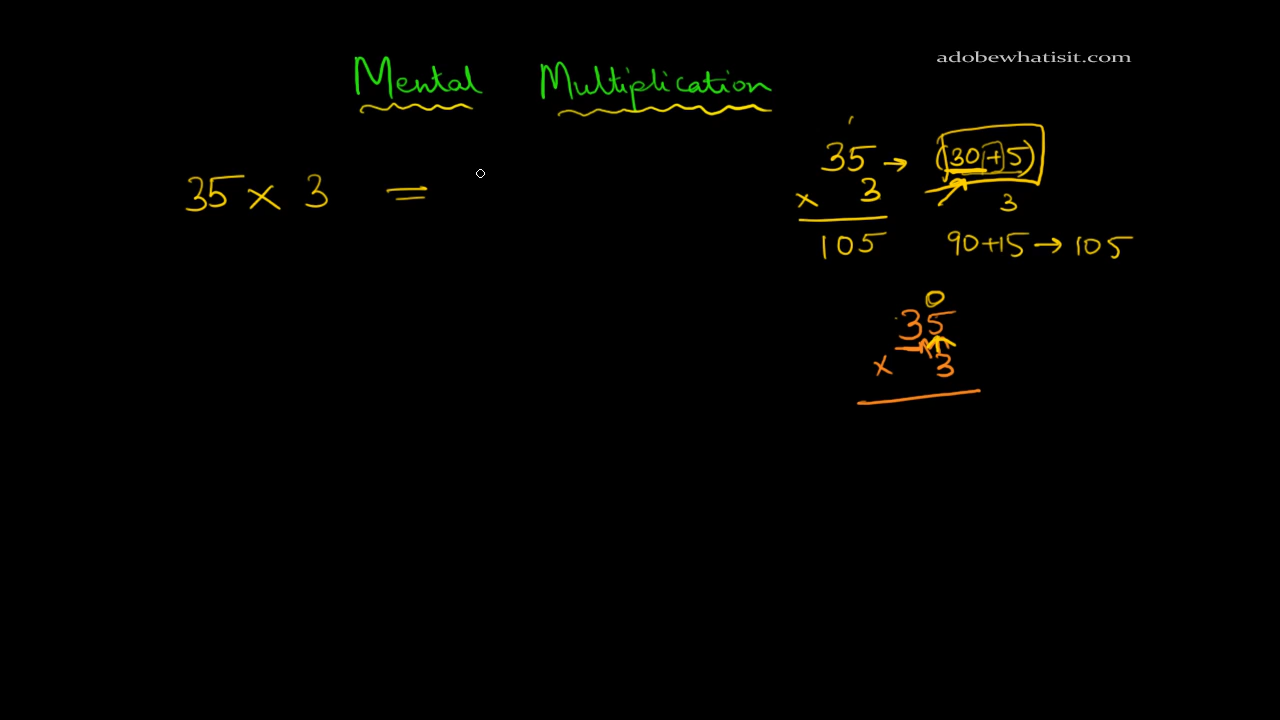 adobewhatisit.com
Mental Multiplication
35 × 3 =
35 → (30+5)
× 3 3
105 90+15 → 105
0
35
× 3